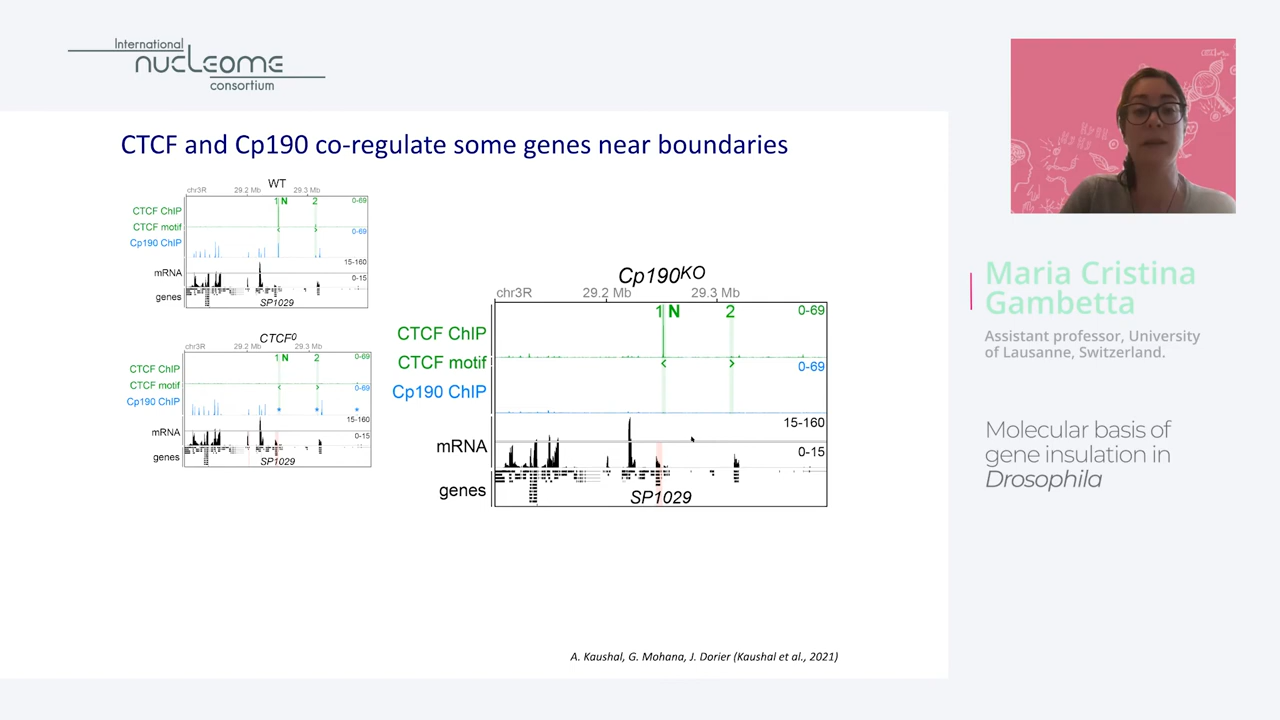 International
nucleome
consortium
CTCF and Cp190 co-regulate some genes near boundaries
WT
chr3R 29.2 Mb 29.3 Mb
1 N 2 0-69
CTCF ChIP
CTCF motif
0-69
Cp190 ChIP
15-160
mRNA
0-15
genes
SP1029
CTCF0
chr3R 29.2 Mb 29.3 Mb
1 N 2 0-69
CTCF ChIP
CTCF motif
0-69
Cp190 ChIP * * *
15-160
mRNA
0-15
genes
SP1029
Cp190KO
chr3R 29.2 Mb 29.3 Mb
1 N 2 0-69
CTCF ChIP
CTCF motif < >
0-69
Cp190 ChIP
15-160
mRNA
0-15
genes
SP1029
A. Kaushal, G. Mohana, J. Dorier (Kaushal et al., 2021)
Maria Cristina
Gambetta
Assistant professor, University
of Lausanne, Switzerland.
Molecular basis of
gene insulation in
Drosophila